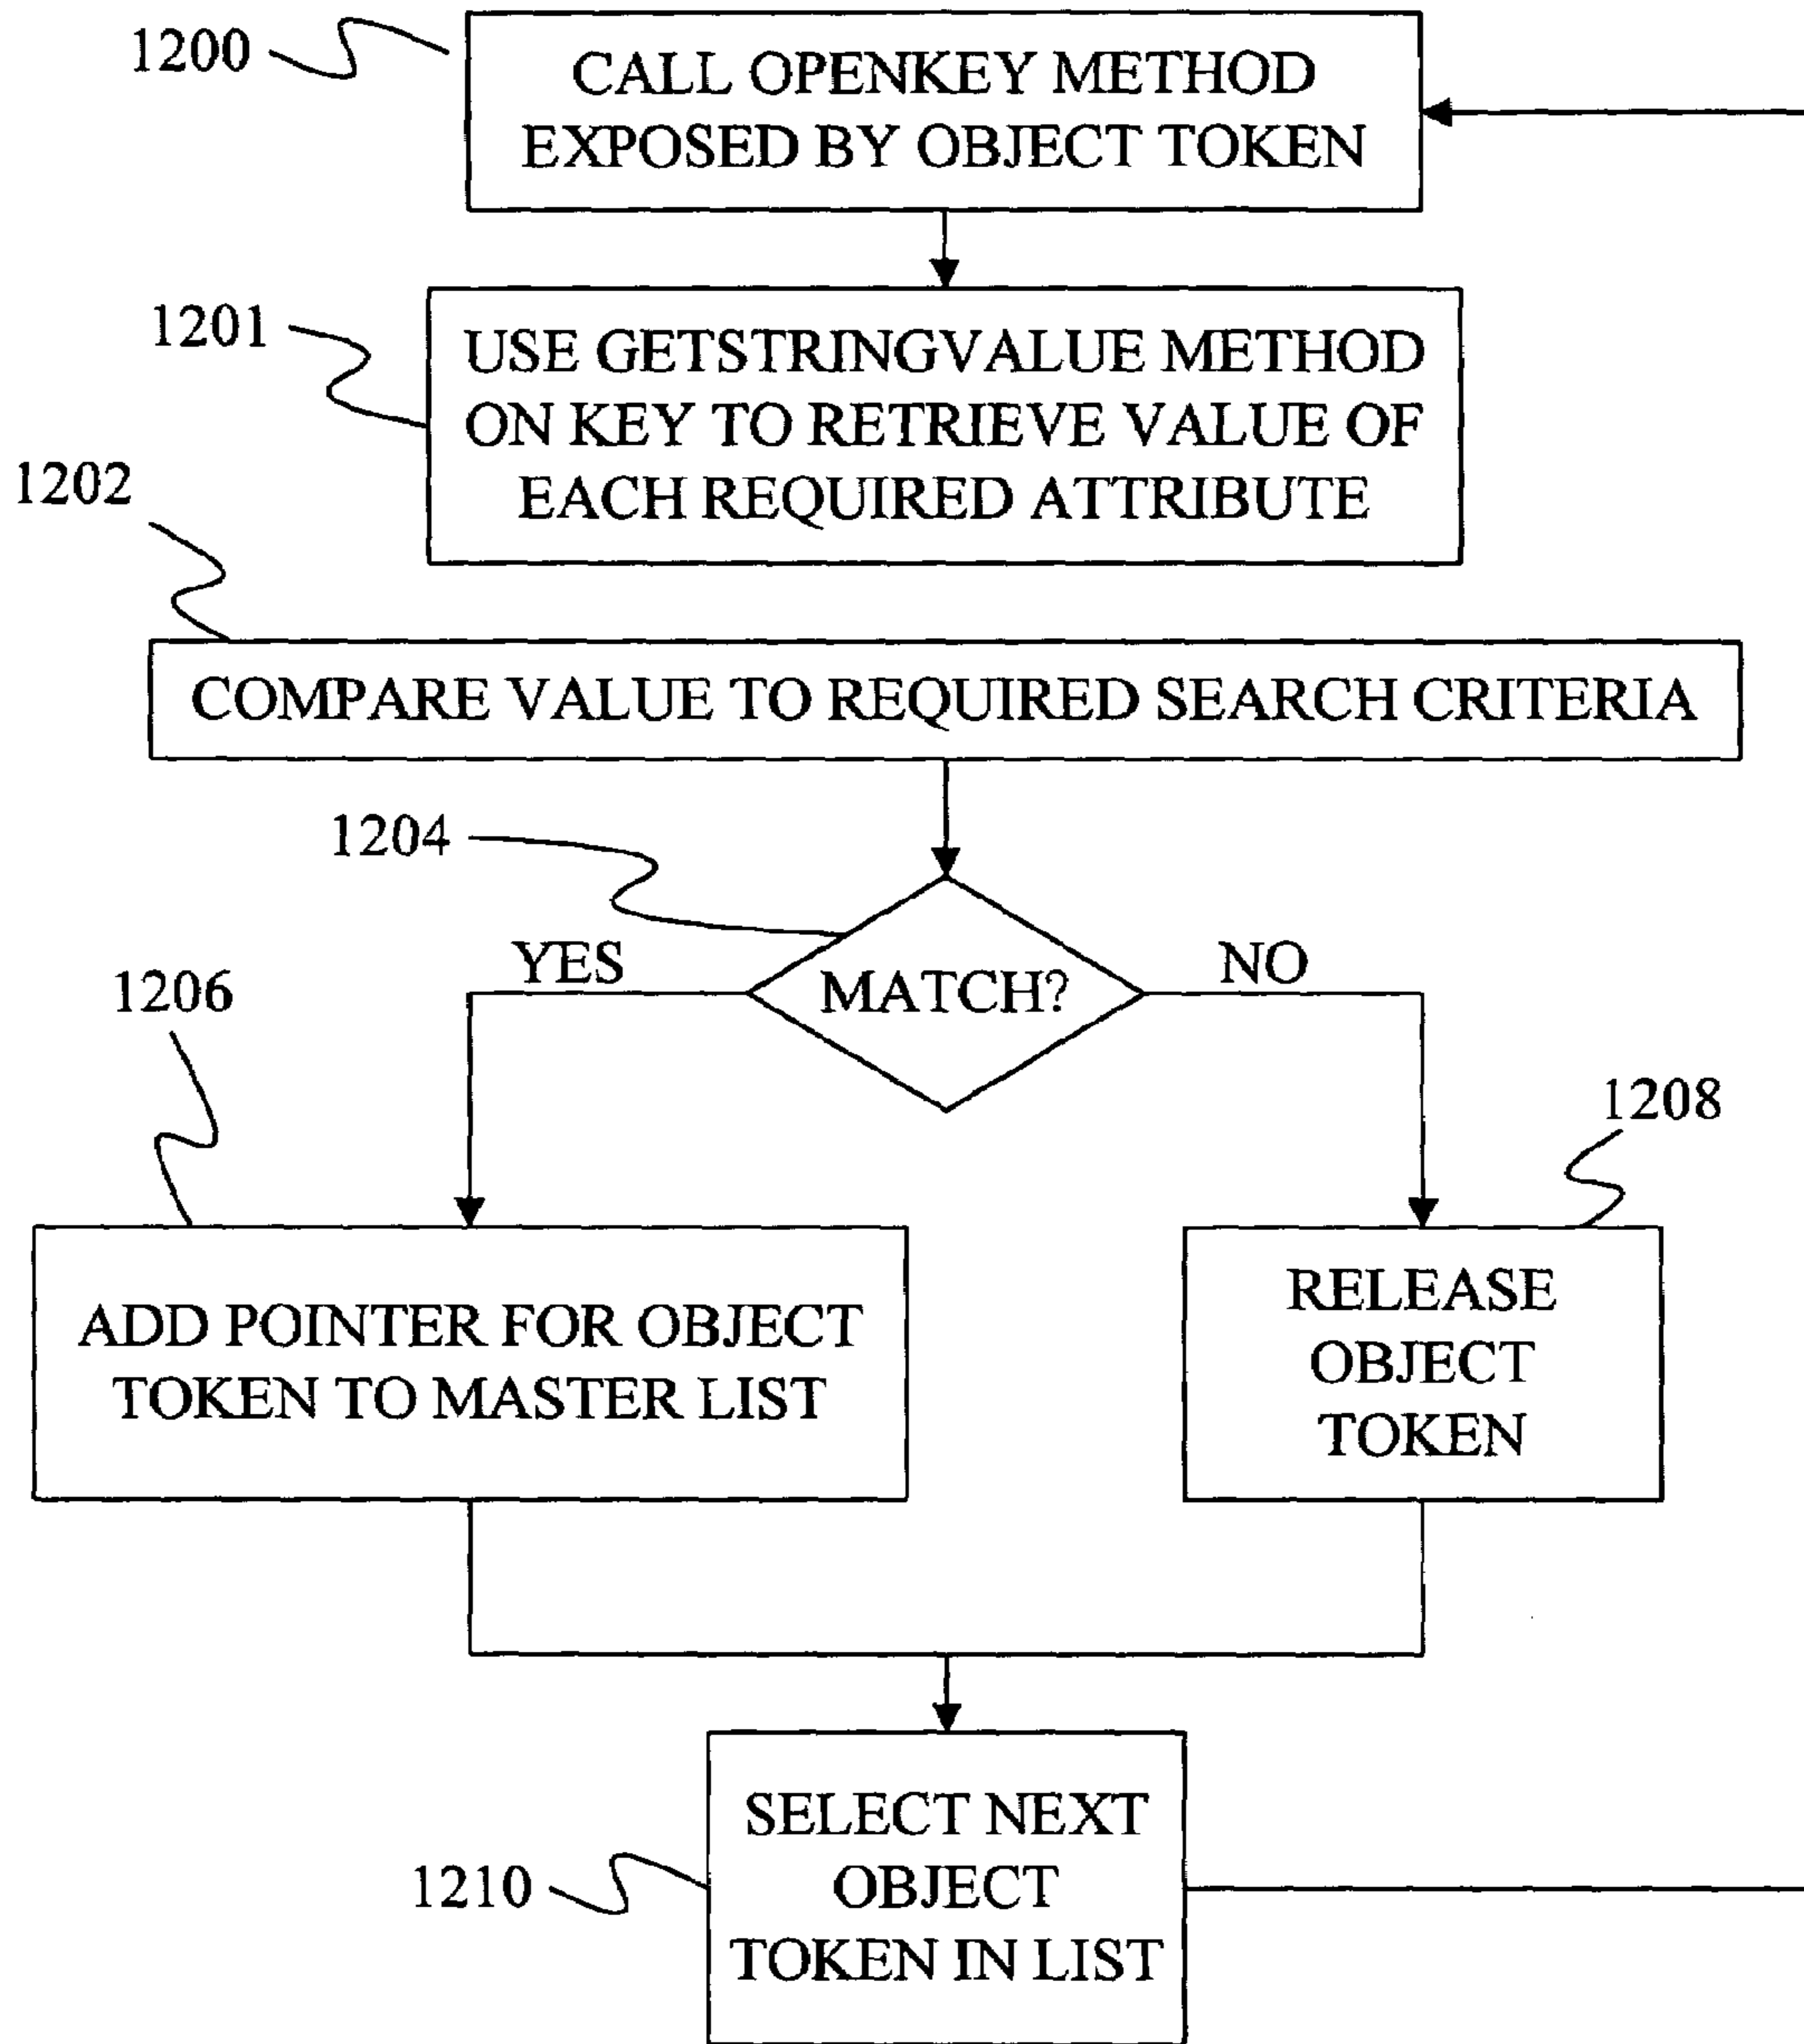 1200
CALL OPENKEY METHOD
EXPOSED BY OBJECT TOKEN
1201
USE GETSTRINGVALUE METHOD
ON KEY TO RETRIEVE VALUE OF
EACH REQUIRED ATTRIBUTE
1202
COMPARE VALUE TO REQUIRED SEARCH CRITERIA
1204
YES
MATCH?
NO
1206
ADD POINTER FOR OBJECT
TOKEN TO MASTER LIST
1208
RELEASE
OBJECT
TOKEN
1210
SELECT NEXT
OBJECT
TOKEN IN LIST